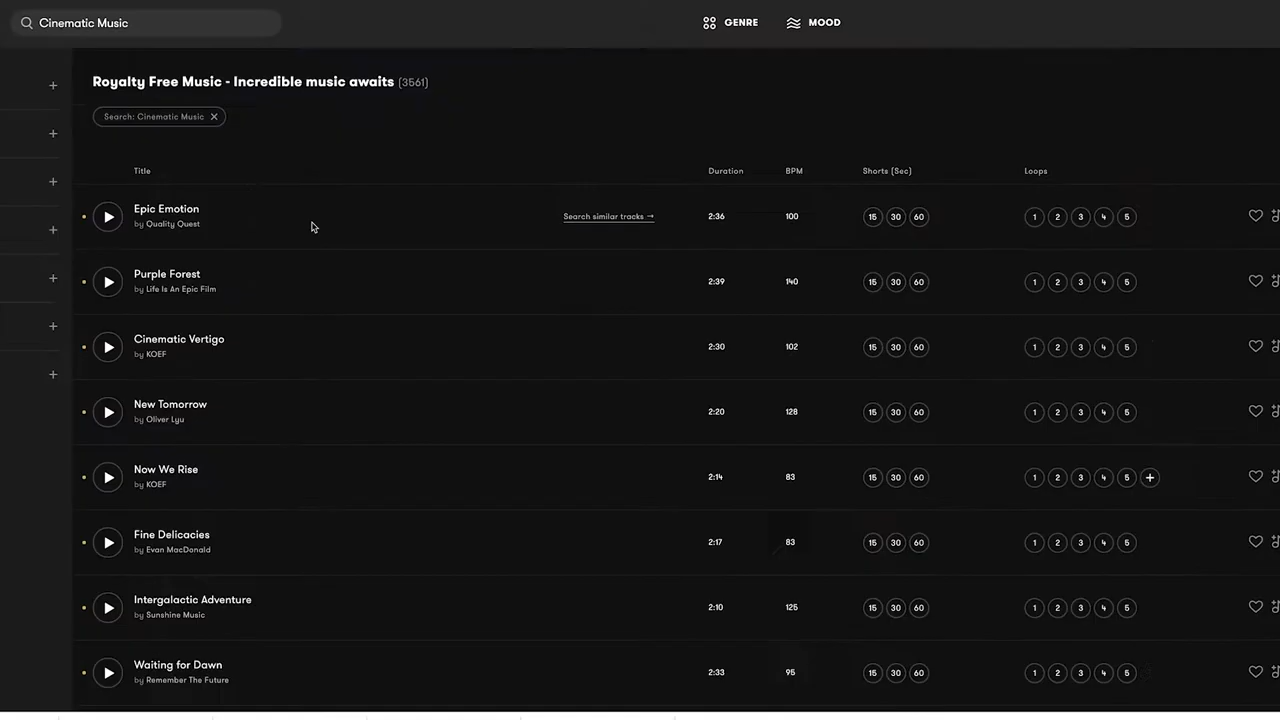 Cinematic Music
GENRE
MOOD
Royalty Free Music - Incredible music awaits (3561)
Search: Cinematic Music
Title Duration BPM Shorts (Sec) Loops
Epic Emotion
by Quality Quest
Search similar tracks → 2:36 100 15 30 60 1 2 3 4 5
Purple Forest
by Life Is An Epic Film
2:39 140 15 30 60 1 2 3 4 5
Cinematic Vertigo
by KOEF
2:30 102 15 30 60 1 2 3 4 5
New Tomorrow
by Oliver Lyu
2:20 128 15 30 60 1 2 3 4 5
Now We Rise
by KOEF
2:14 83 15 30 60 1 2 3 4 5 +
Fine Delicacies
by Evan MacDonald
2:17 83 15 30 60 1 2 3 4 5
Intergalactic Adventure
by Sunshine Music
2:10 125 15 30 60 1 2 3 4 5
Waiting for Dawn
by Remember The Future
2:33 95 15 30 60 1 2 3 4 5